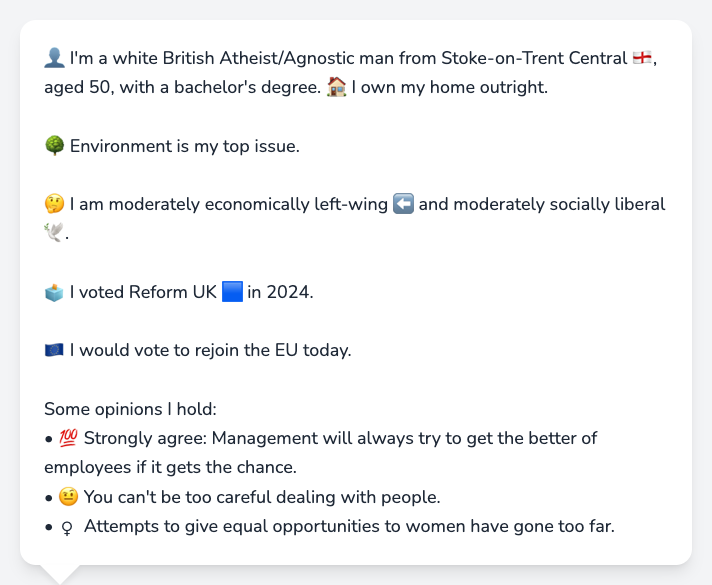 👤 I'm a white British Atheist/Agnostic man from Stoke-on-Trent Central 🏴󠁧󠁢󠁥󠁮󠁧󠁿,
aged 50, with a bachelor's degree. 🏠 I own my home outright.
🌳 Environment is my top issue.
🤔 I am moderately economically left-wing ⬅️ and moderately socially liberal
🕊️.
🗳️ I voted Reform UK 🟦 in 2024.
🇪🇺 I would vote to rejoin the EU today.
Some opinions I hold:
• 💯 Strongly agree: Management will always try to get the better of
employees if it gets the chance.
• 🤨 You can't be too careful dealing with people.
• ♀ Attempts to give equal opportunities to women have gone too far.